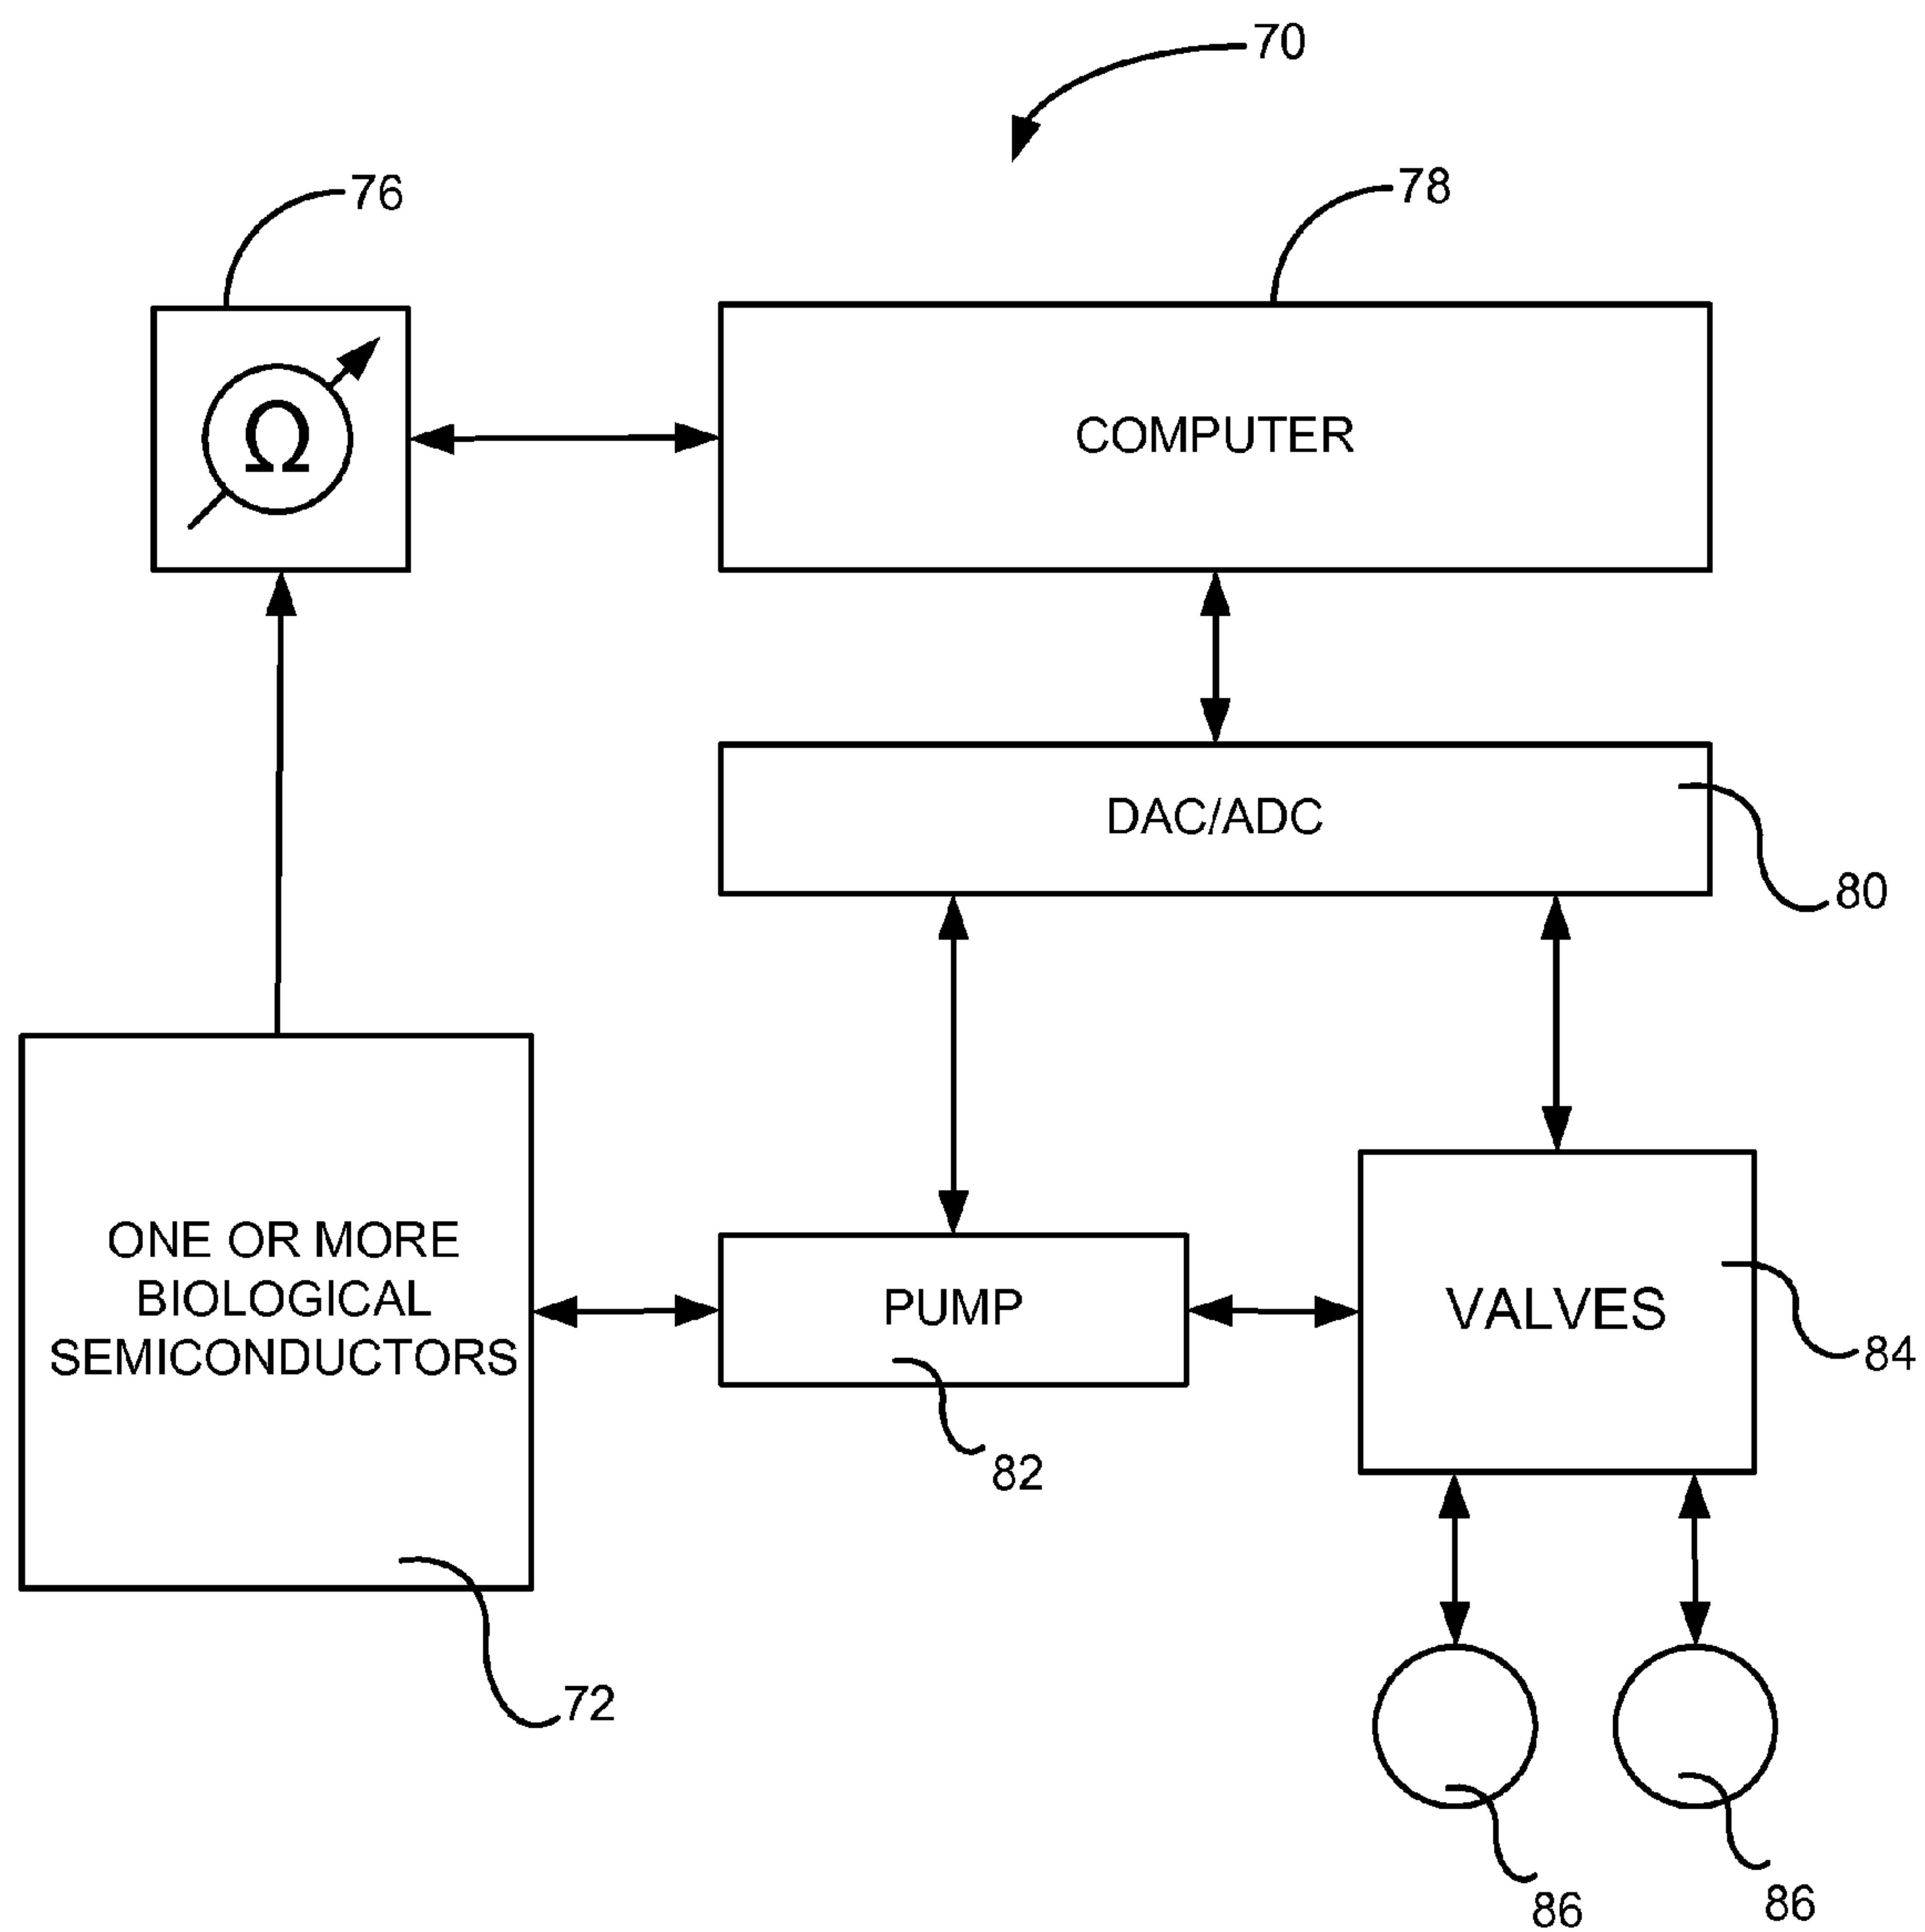 70
76
78
Ω
COMPUTER
DAC/ADC
80
ONE OR MORE
BIOLOGICAL
SEMICONDUCTORS
PUMP
VALVES
84
82
72
86
86